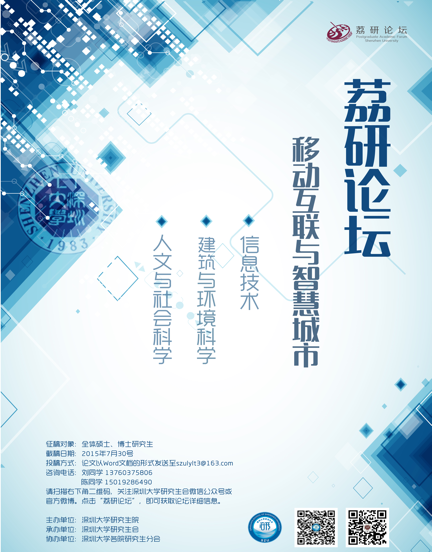 荔研论坛
Postgraduate Academic Forum
Shenzhen University
荔研论坛
移动互联与智慧城市
信息技术
建筑与环境科学
人文与社会科学
SHENZHEN UNIVERSITY
1983
征稿对象: 全体硕士、博士研究生
截稿日期: 2015年7月30号
投稿方式: 论文以Word文档的形式发送至szulylt3@163.com
咨询电话: 刘同学 13760375806
陈同学 15019286490
请扫描右下角二维码，关注深圳大学研究生会微信公众号或
官方微博。点击“荔研论坛”，即可获取论坛详细信息。
主办单位: 深圳大学研究生院
承办单位: 深圳大学研究生会
协办单位: 深圳大学各院研究生分会